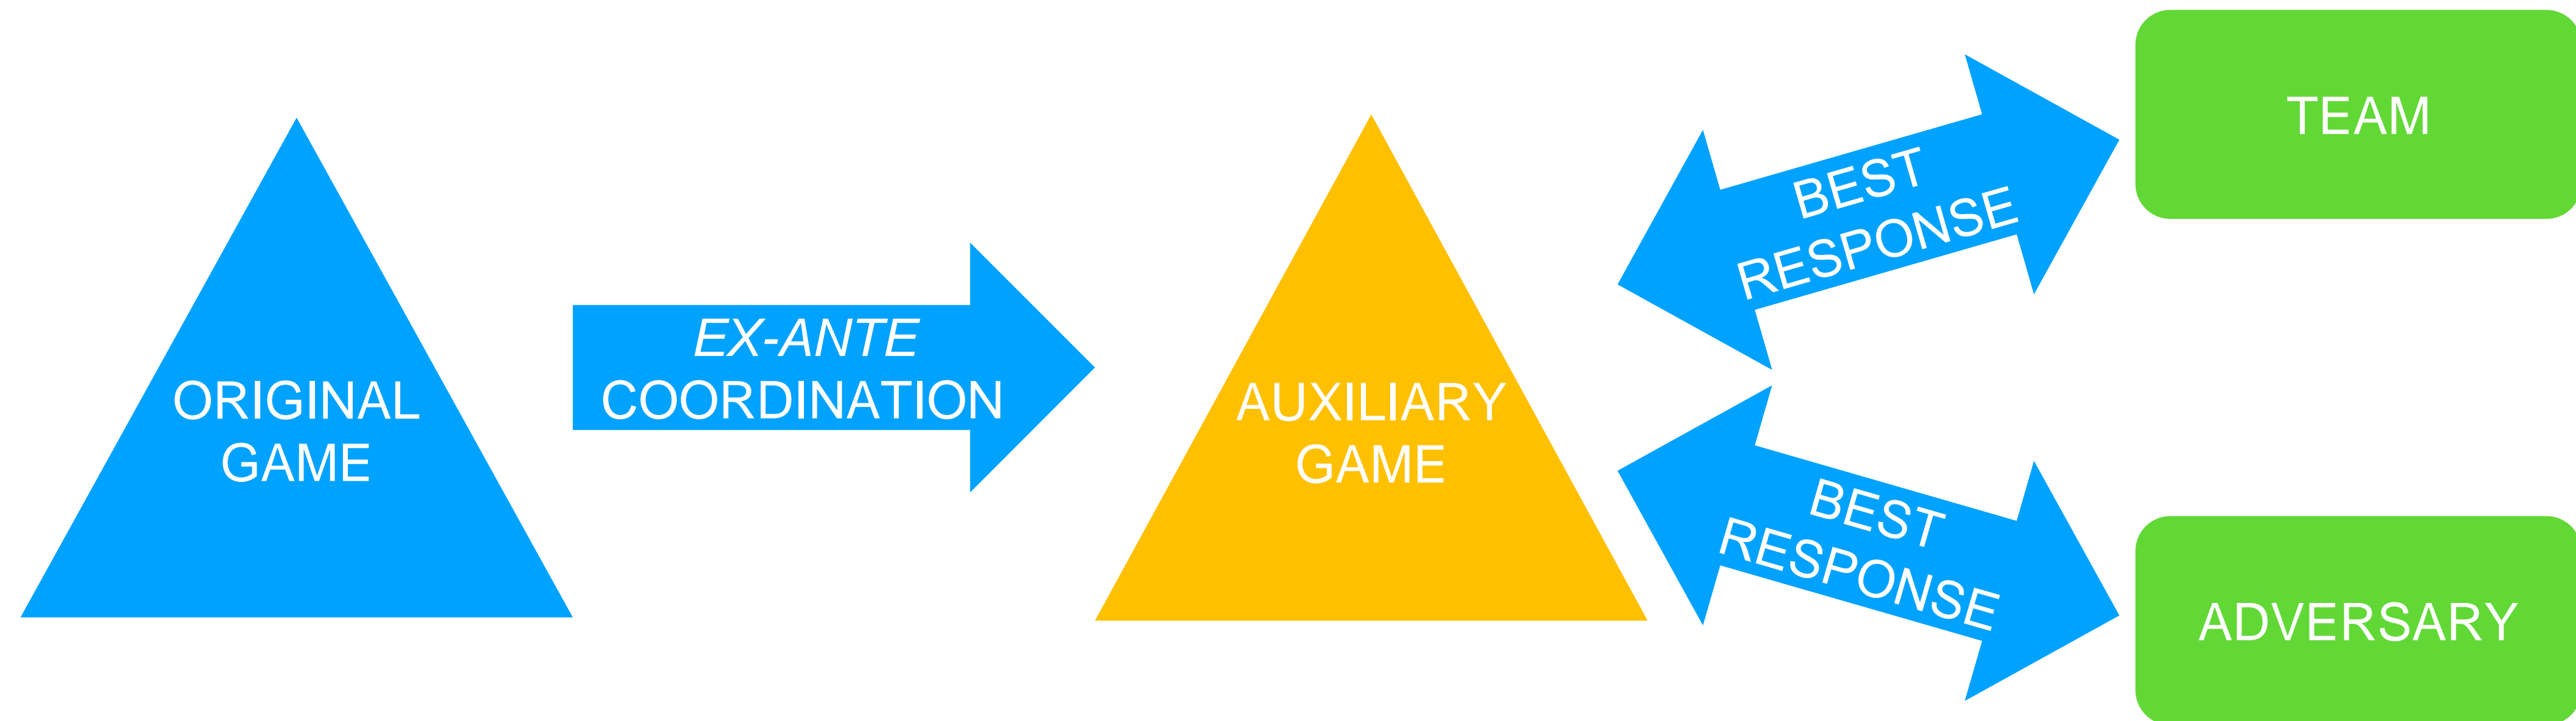 ORIGINAL
GAME
EX-ANTE
COORDINATION
AUXILIARY
GAME
BEST
RESPONSE
TEAM
BEST
RESPONSE
ADVERSARY